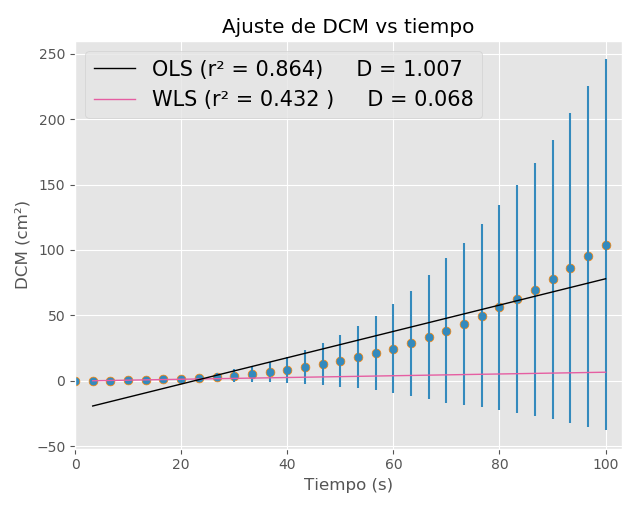 Ajuste de DCM vs tiempo
OLS (r² = 0.864) D = 1.007
WLS (r² = 0.432 ) D = 0.068
DCM (cm²)
250
200
150
100
50
0
−50
0 20 40 60 80 100
Tiempo (s)